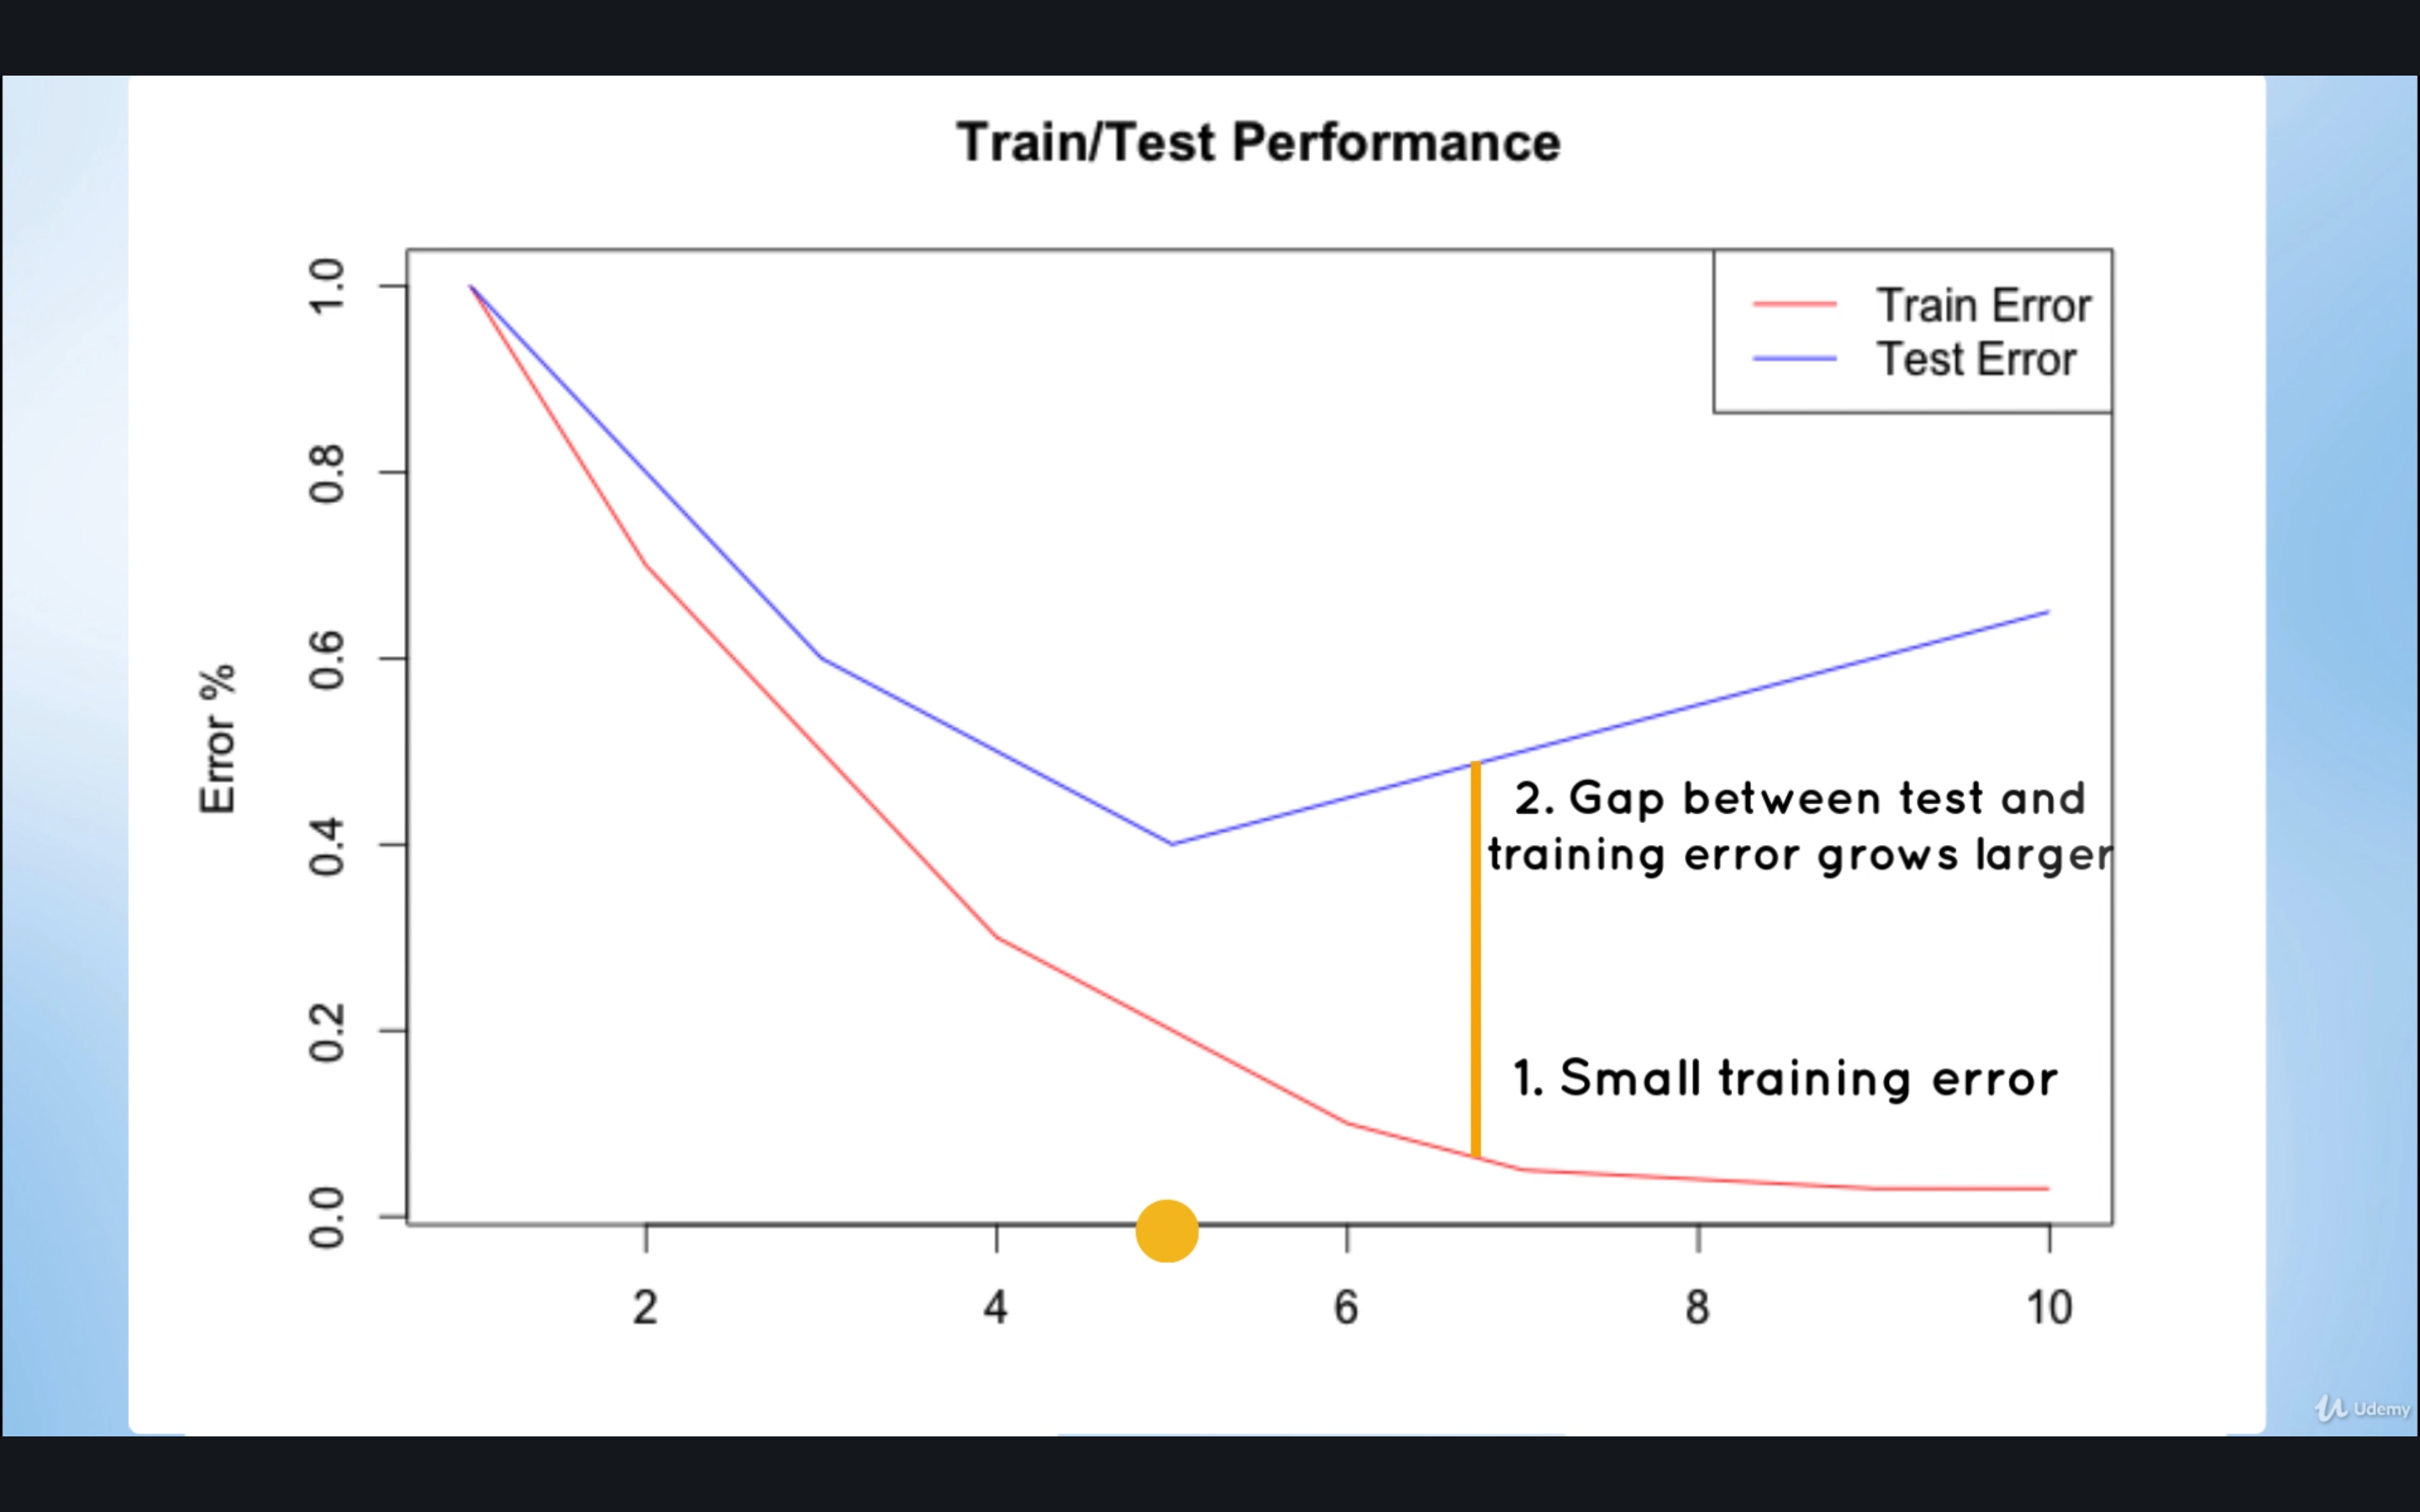 Train/Test Performance
Train Error
Test Error
Error %
1.0
0.8
0.6
0.4
0.2
0.0
2. Gap between test and
training error grows larger
1. Small training error
2 4 6 8 10
Udemy